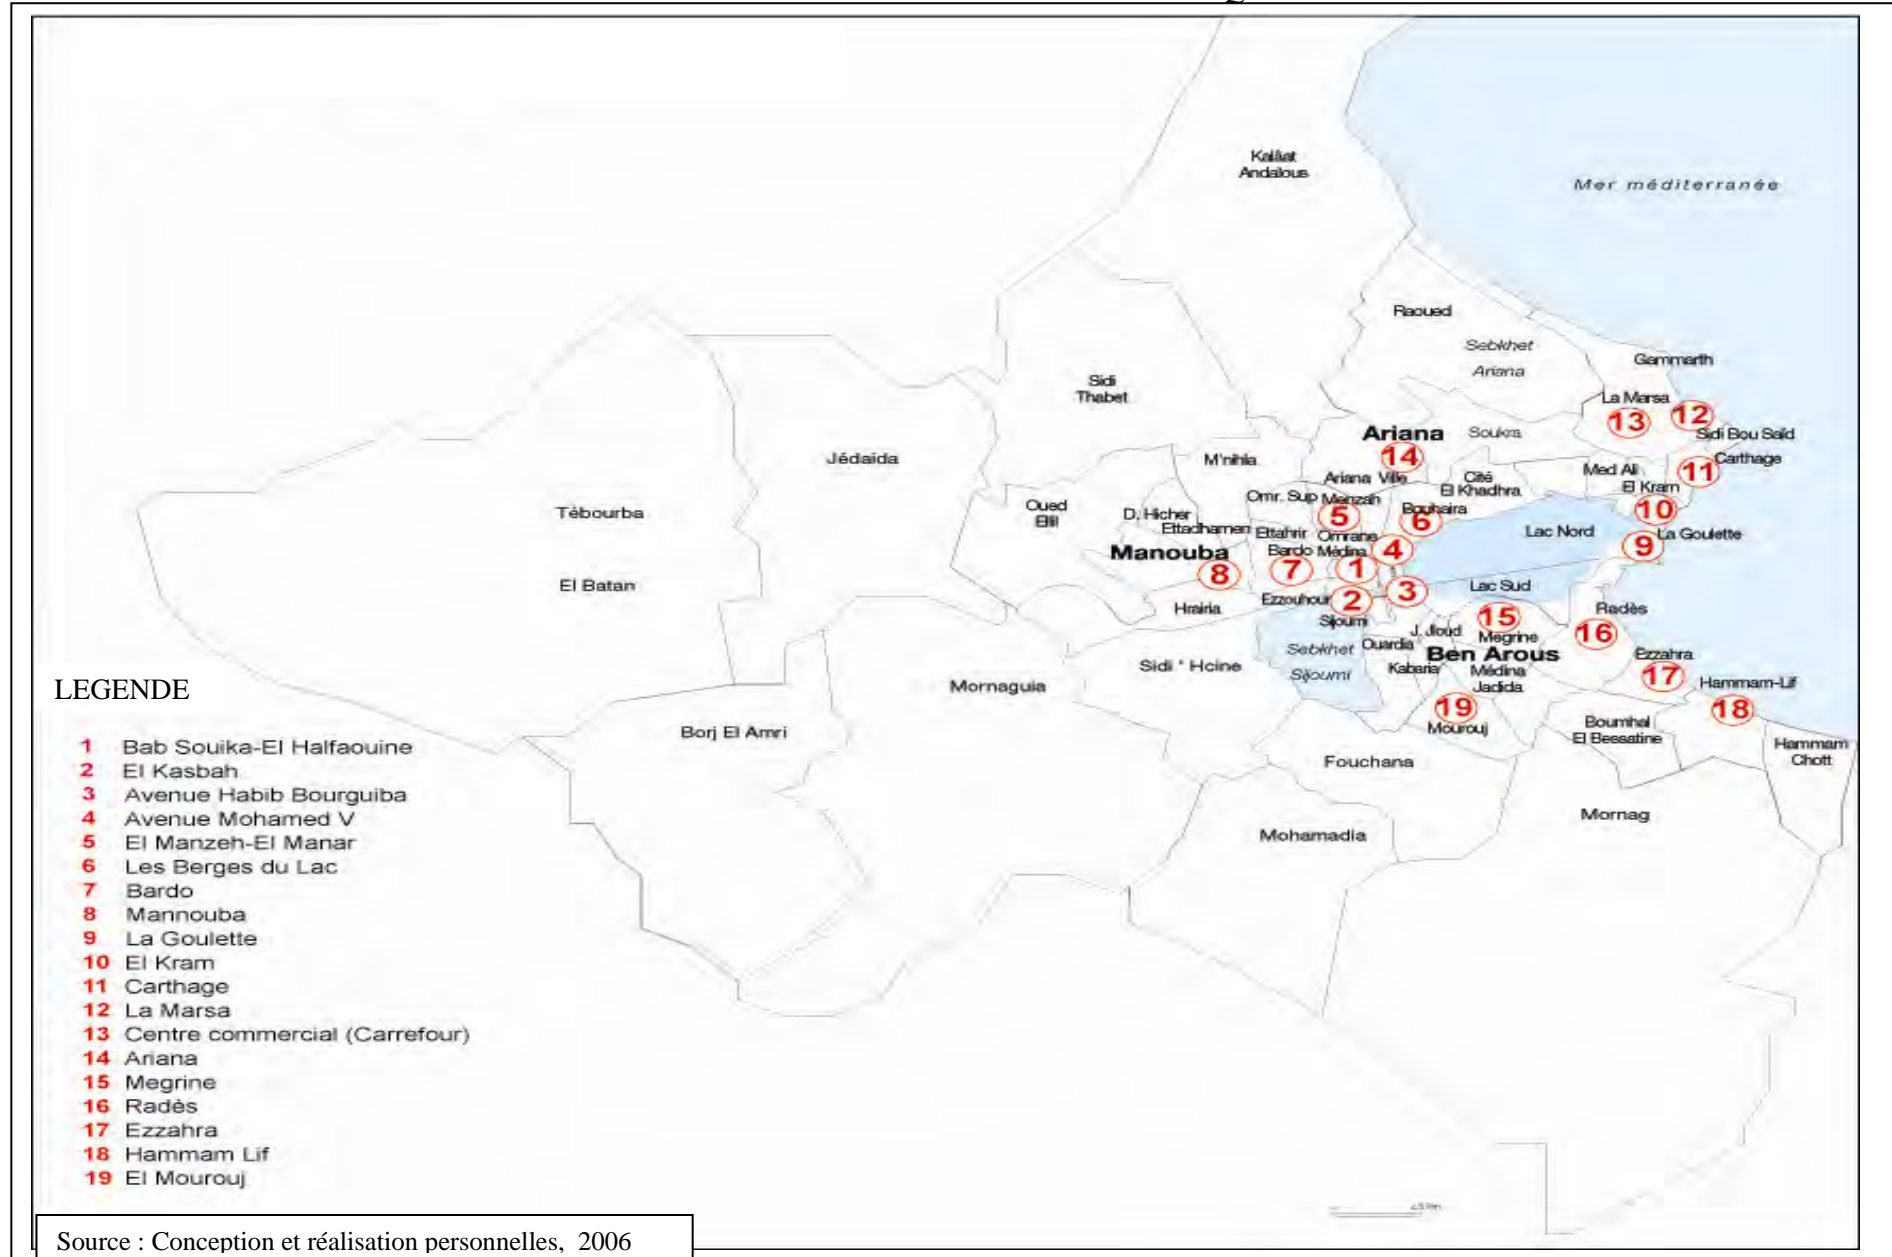 Mer méditerranée
Kalâat
Andalous
Raoued
Sebkhet
Ariana
Gammarth
Sidi
Thabet
La Marsa
13
12
Sidi Bou Saïd
Ariana
Soukra
14
Jédaida
M'nihla
Ariana Ville
Cité
El Khadhra
Med Ali
Carthage
11
El Kram
10
Oued
Ellil
D. Hicher
Omr. Sup
Menzah
5
Bouhaira
6
Tébourba
Ettadhamen
Ettahrir
Omrane
Lac Nord
La Goulette
9
Manouba
8
Bardo
7
Médina
1
4
El Batan
Hrairia
Ezzouhour
2
3
Lac Sud
Sijoumi
15
Megrine
Radès
16
J. Jloud
Ouardia
Sebkhet
Sijoumi
Kabaria
Ben Arous
Médina
Jadida
Ezzahra
17
Sidi ' Hcine
Mornaguia
Hammam-Lif
18
19
Mourouj
Borj El Amri
Boumhal
El Bessatine
Hammam
Chott
Fouchana
Mornag
Mohamadia
LEGENDE
1 Bab Souika-El Halfaouine
2 El Kasbah
3 Avenue Habib Bourguiba
4 Avenue Mohamed V
5 El Manzeh-El Manar
6 Les Berges du Lac
7 Bardo
8 Mannouba
9 La Goulette
10 El Kram
11 Carthage
12 La Marsa
13 Centre commercial (Carrefour)
14 Ariana
15 Megrine
16 Radès
17 Ezzahra
18 Hammam Lif
19 El Mourouj
Source : Conception et réalisation personnelles, 2006